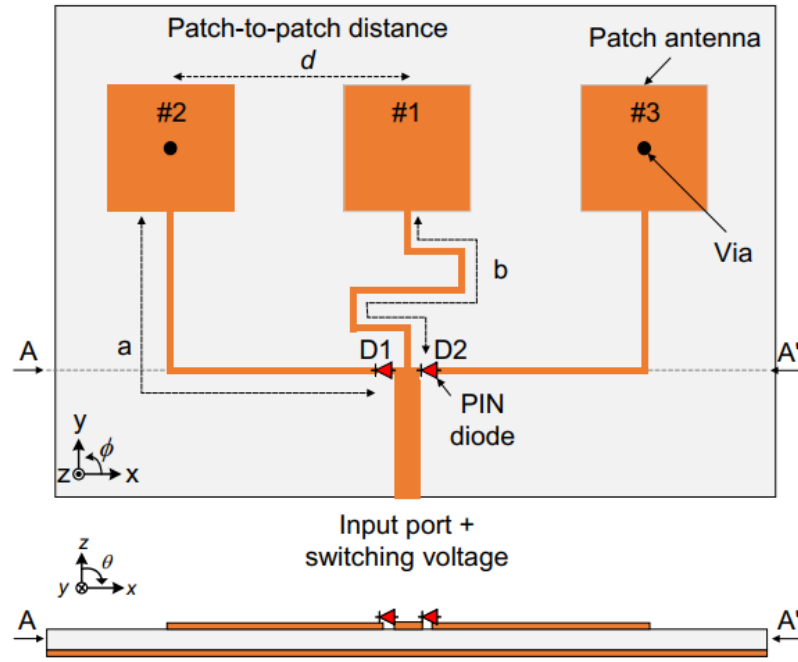 Patch-to-patch distance
d
Patch antenna
#2
#1
#3
Via
b
a
A
D1
D2
A'
PIN
diode
y
ϕ
z
x
Input port +
switching voltage
z
θ
y
x
A
A'